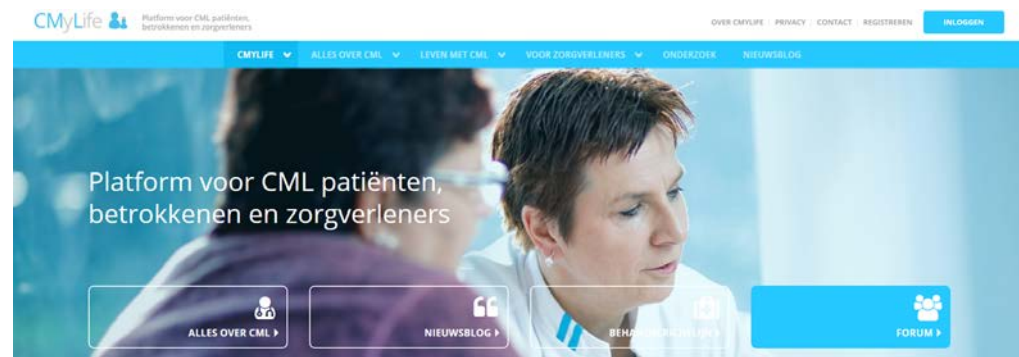 CMyLife
Platform voor CML patiënten,
betrokkenen en zorgverleners
OVER CMYLIFE | PRIVACY | CONTACT | REGISTREREN
INLOGGEN
CMYLIFE
ALLES OVER CML
LEVEN MET CML
VOOR ZORGVERLENERS
ONDERZOEK
NIEUWSBLOG
Platform voor CML patiënten,
betrokkenen en zorgverleners
ALLES OVER CML
NIEUWSBLOG
FORUM